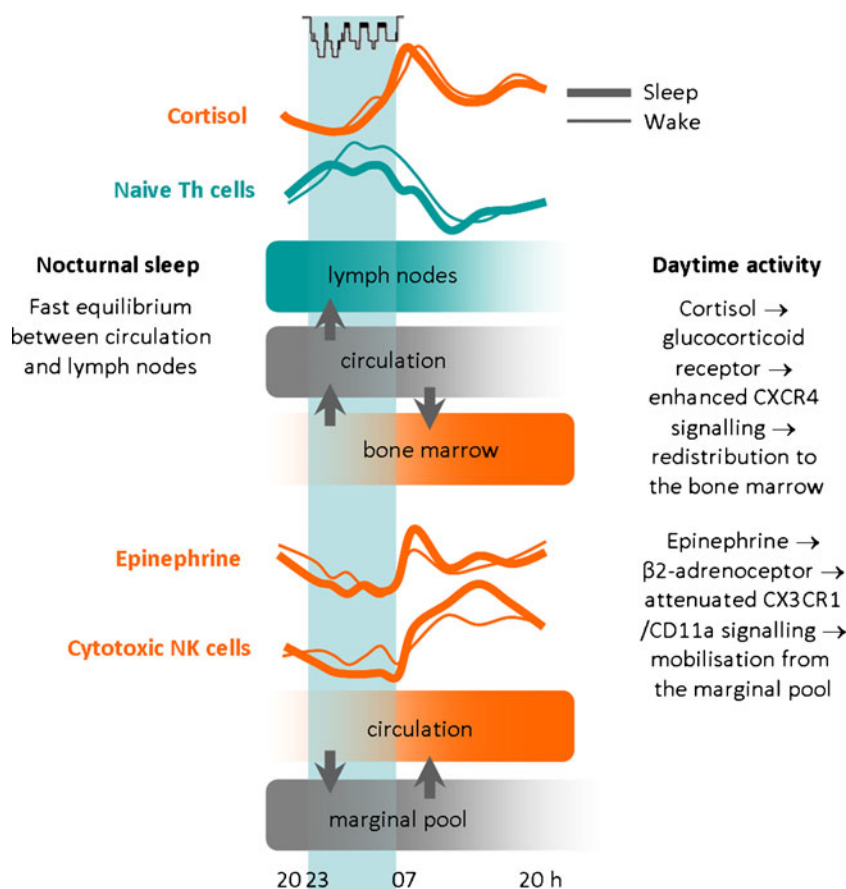 Sleep
Wake
Cortisol
Naive Th cells
Nocturnal sleep
Fast equilibrium
between circulation
and lymph nodes
lymph nodes
circulation
bone marrow
Daytime activity
Cortisol →
glucocorticoid
receptor →
enhanced CXCR4
signalling →
redistribution to
the bone marrow
Epinephrine
Cytotoxic NK cells
circulation
marginal pool
Epinephrine →
β2-adrenoceptor →
attenuated CX3CR1
/CD11a signalling →
mobilisation from
the marginal pool
20 23 07 20 h